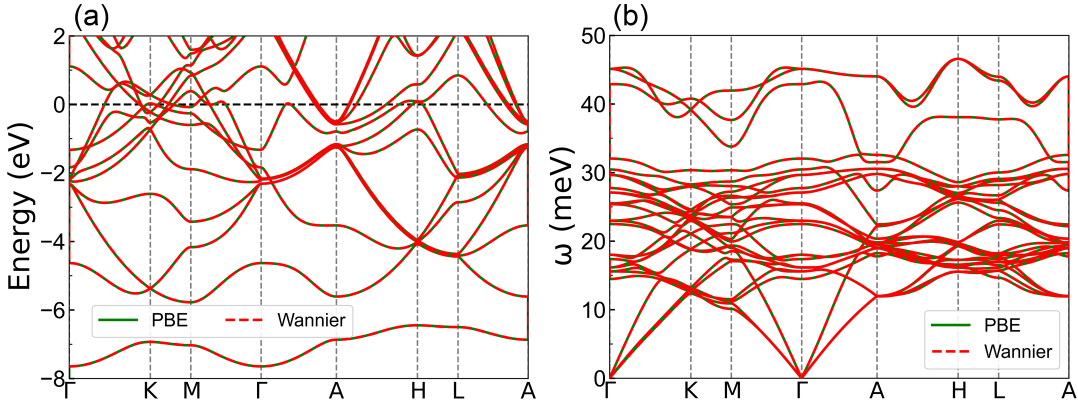 (a)
Energy (eV)
2
0
−2
−4
−6
−8
PBE
Wannier
Γ K M Γ A H L A
(b)
ω (meV)
50
40
30
20
10
0
PBE
Wannier
Γ K M Γ A H L A